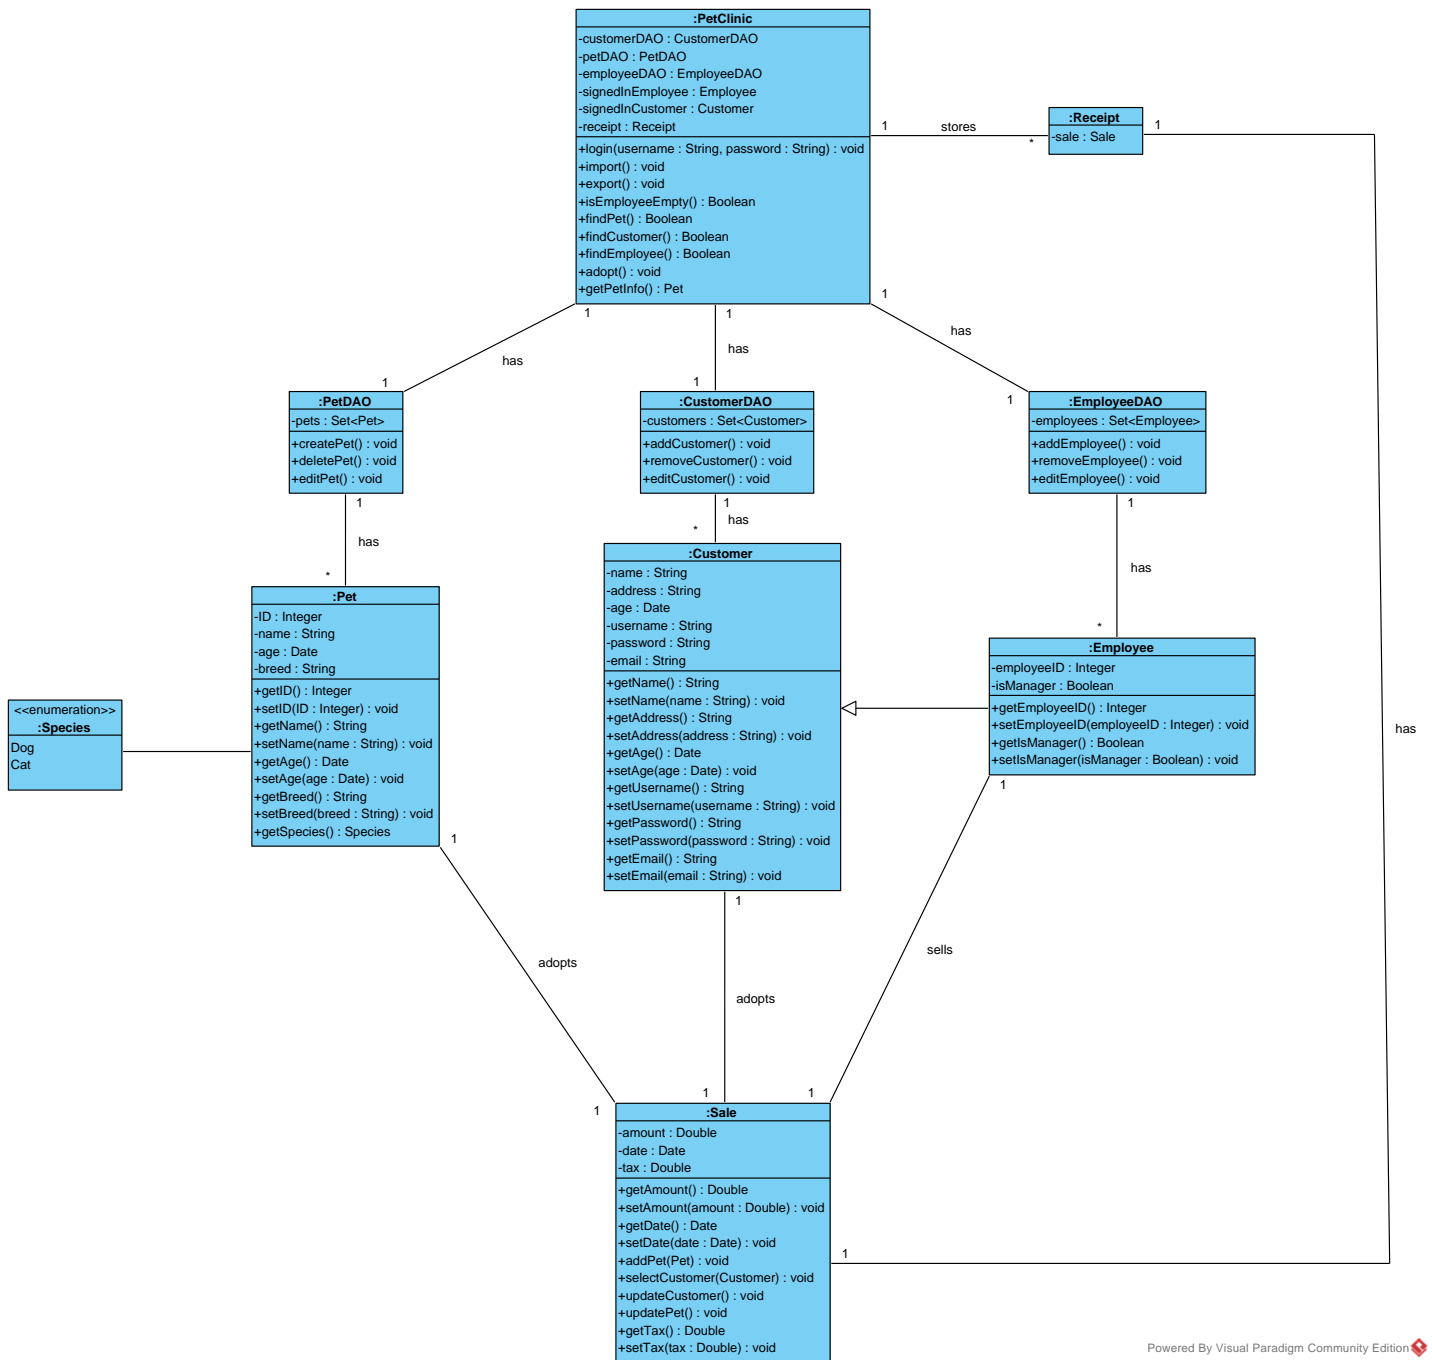 :PetClinic
-customerDAO : CustomerDAO
-petDAO : PetDAO
-employeeDAO : EmployeeDAO
-signedInEmployee : Employee
-signedInCustomer : Customer
-receipt : Receipt
+login(username : String, password : String) : void
+import() : void
+export() : void
+isEmployeeEmpty() : Boolean
+findPet() : Boolean
+findCustomer() : Boolean
+findEmployee() : Boolean
+adopt() : void
+getPetInfo() : Pet
1
stores
*
:Receipt
-sale : Sale
1
has
1
1
has
1
1
has
1
1
has
1
:PetDAO
-pets : Set<Pet>
+createPet() : void
+deletePet() : void
+editPet() : void
1
has
*
:CustomerDAO
-customers : Set<Customer>
+addCustomer() : void
+removeCustomer() : void
+editCustomer() : void
1
has
*
:EmployeeDAO
-employees : Set<Employee>
+addEmployee() : void
+removeEmployee() : void
+editEmployee() : void
1
has
*
<<enumeration>>
:Species
Dog
Cat
:Pet
-ID : Integer
-name : String
-age : Date
-breed : String
+getID() : Integer
+setID(ID : Integer) : void
+getName() : String
+setName(name : String) : void
+getAge() : Date
+setAge(age : Date) : void
+getBreed() : String
+setBreed(breed : String) : void
+getSpecies() : Species
1
adopts
1
:Customer
-name : String
-address : String
-age : Date
-username : String
-password : String
-email : String
+getName() : String
+setName(name : String) : void
+getAddress() : String
+setAddress(address : String) : void
+getAge() : Date
+setAge(age : Date) : void
+getUsername() : String
+setUsername(username : String) : void
+getPassword() : String
+setPassword(password : String) : void
+getEmail() : String
+setEmail(email : String) : void
1
adopts
1
:Employee
-employeeID : Integer
-isManager : Boolean
+getEmployeeID() : Integer
+setEmployeeID(employeeID : Integer) : void
+getIsManager() : Boolean
+setIsManager(isManager : Boolean) : void
1
sells
1
:Sale
-amount : Double
-date : Date
-tax : Double
+getAmount() : Double
+setAmount(amount : Double) : void
+getDate() : Date
+setDate(date : Date) : void
+addPet(Pet) : void
+selectCustomer(Customer) : void
+updateCustomer() : void
+updatePet() : void
+getTax() : Double
+setTax(tax : Double) : void
Powered By Visual Paradigm Community Edition